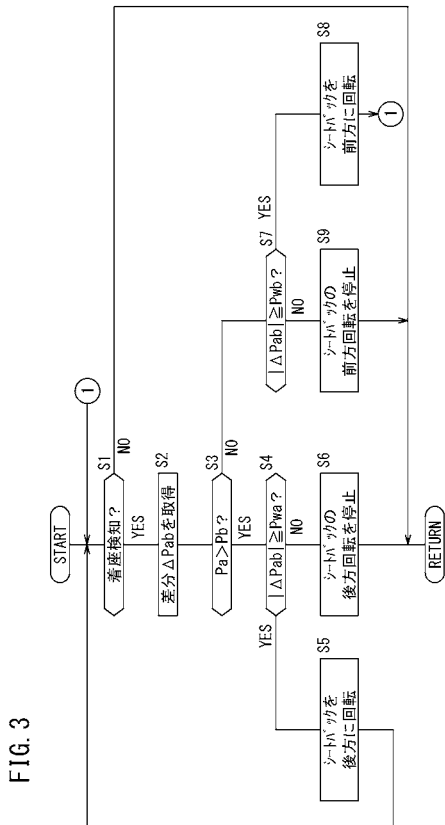 FIG. 3
START
1
S1
着座検知?
NO
YES
S2
差分△Pabを取得
S3
Pa>Pb?
NO
YES
S4
|△Pab|≧Pwa?
YES
NO
S7
|△Pab|≧Pwb?
YES
NO
S5
シートバックを
後方に回転
S6
シートバックの
後方回転を停止
S9
シートバックの
前方回転を停止
S8
シートバックを
前方に回転
1
RETURN